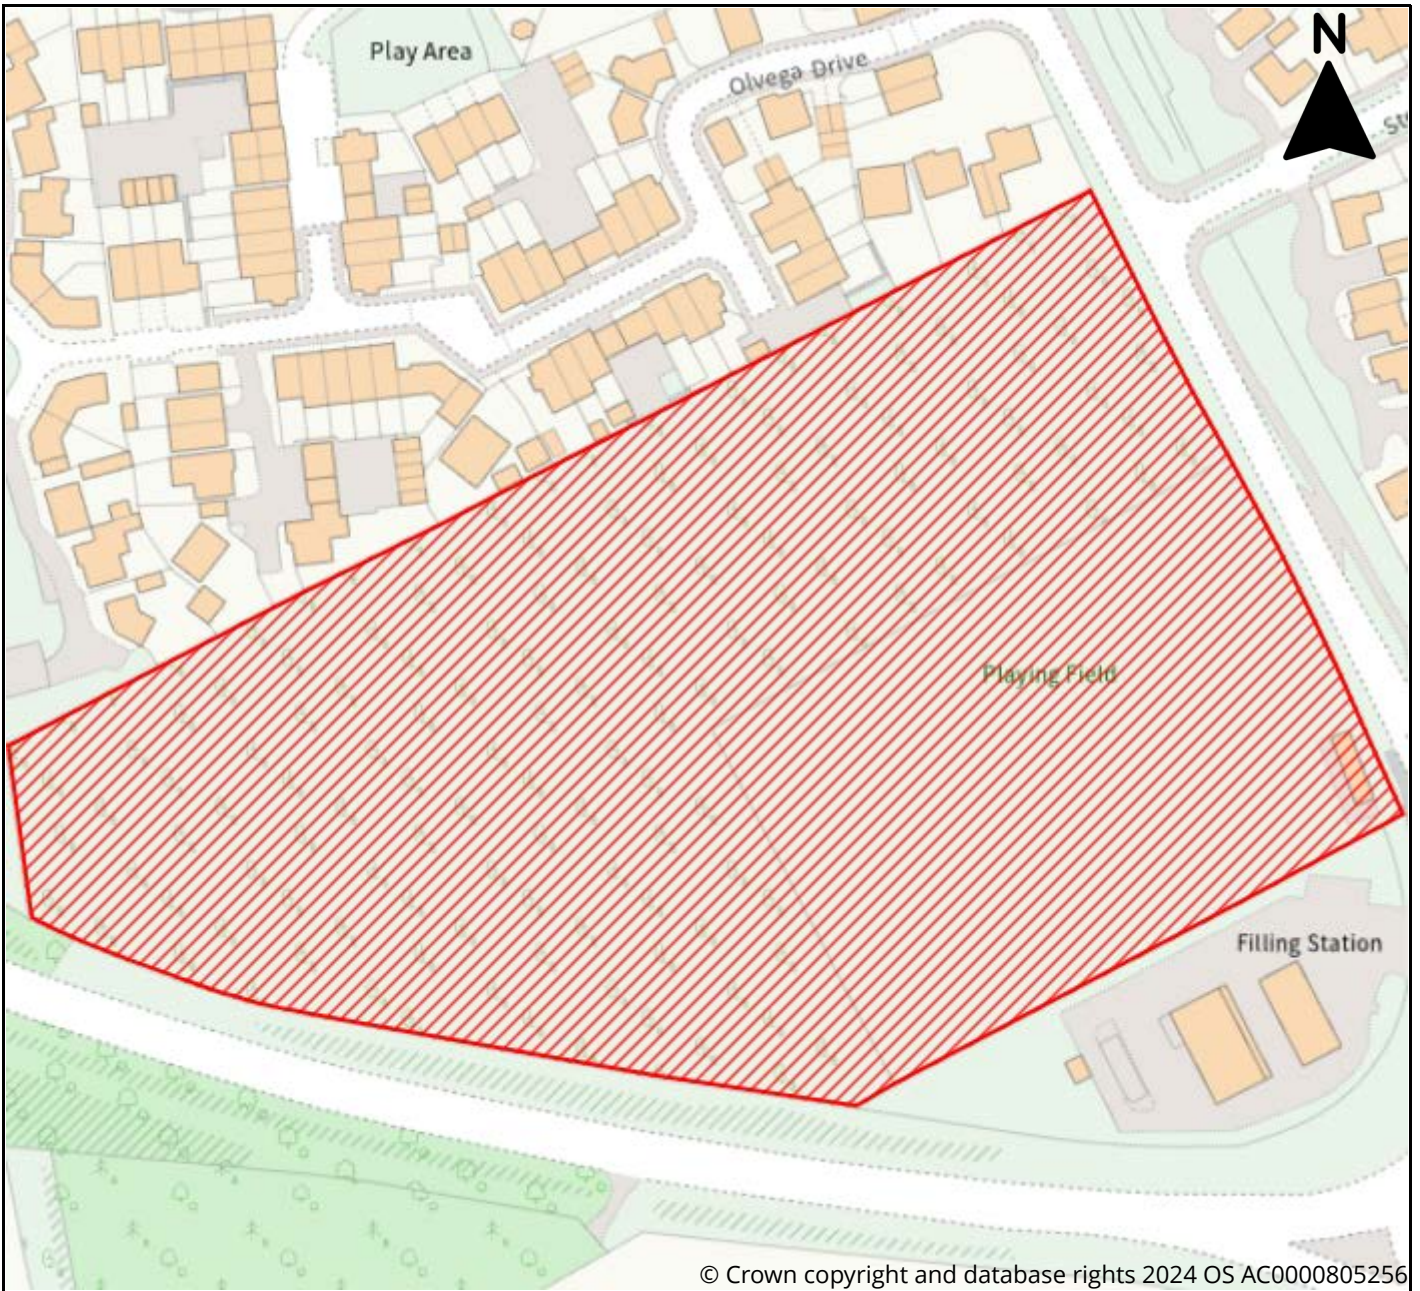 N
Play Area
Olvega Drive
Playing Field
Filling Station
© Crown copyright and database rights 2024 OS AC0000805256